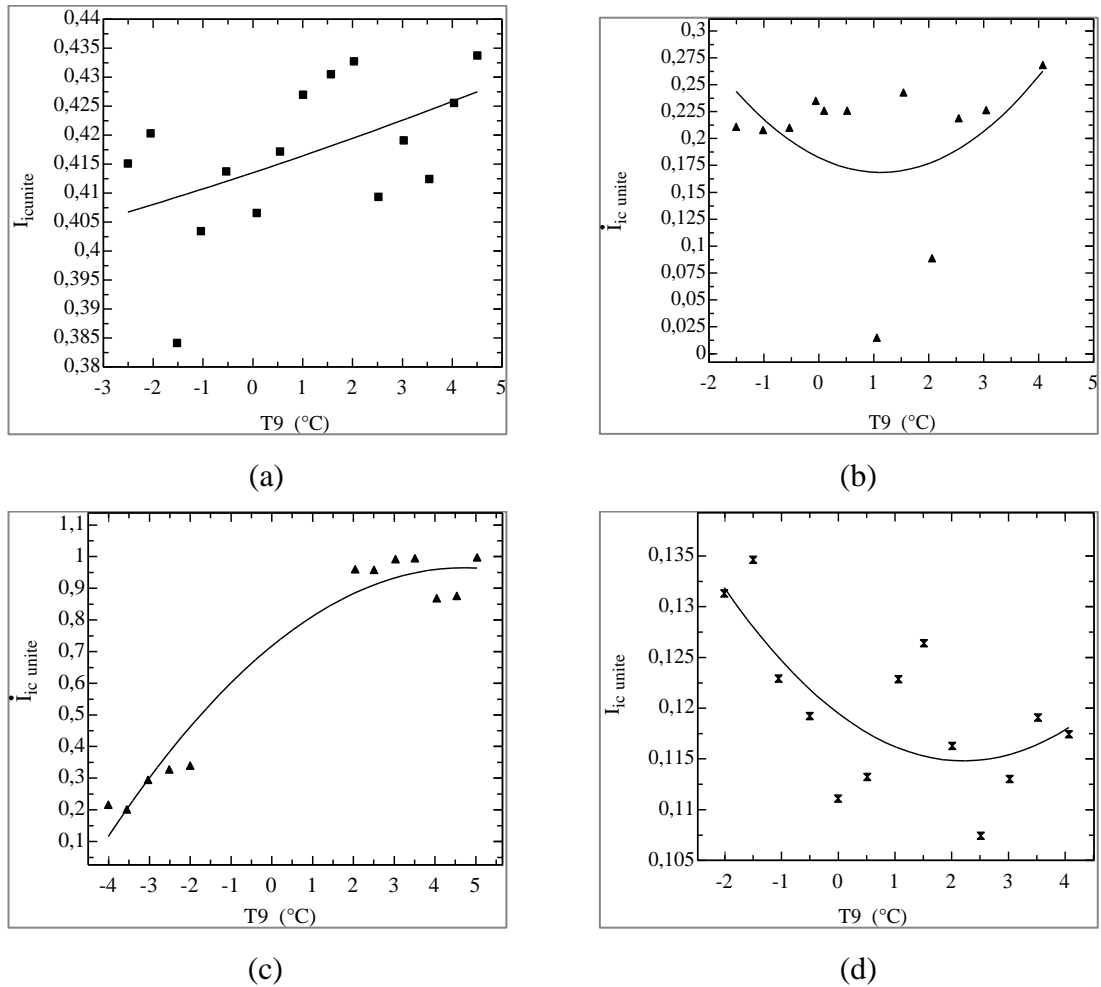 0,44
0,435
0,43
0,425
0,42
0,415
0,41
0,405
0,4
0,395
0,39
0,385
0,38
-3 -2 -1 0 1 2 3 4 5
T9 (°C)
I_icunite
(a)
0,3
0,275
0,25
0,225
0,2
0,175
0,15
0,125
0,1
0,075
0,05
0,025
0
-2 -1 0 1 2 3 4 5
T9 (°C)
İ_ic unite
(b)
1,1
1
0,9
0,8
0,7
0,6
0,5
0,4
0,3
0,2
0,1
-4 -3 -2 -1 0 1 2 3 4 5
T9 (°C)
İ_ic unite
(c)
0,135
0,13
0,125
0,12
0,115
0,11
0,105
-2 -1 0 1 2 3 4
T9 (°C)
I_ic unite
(d)